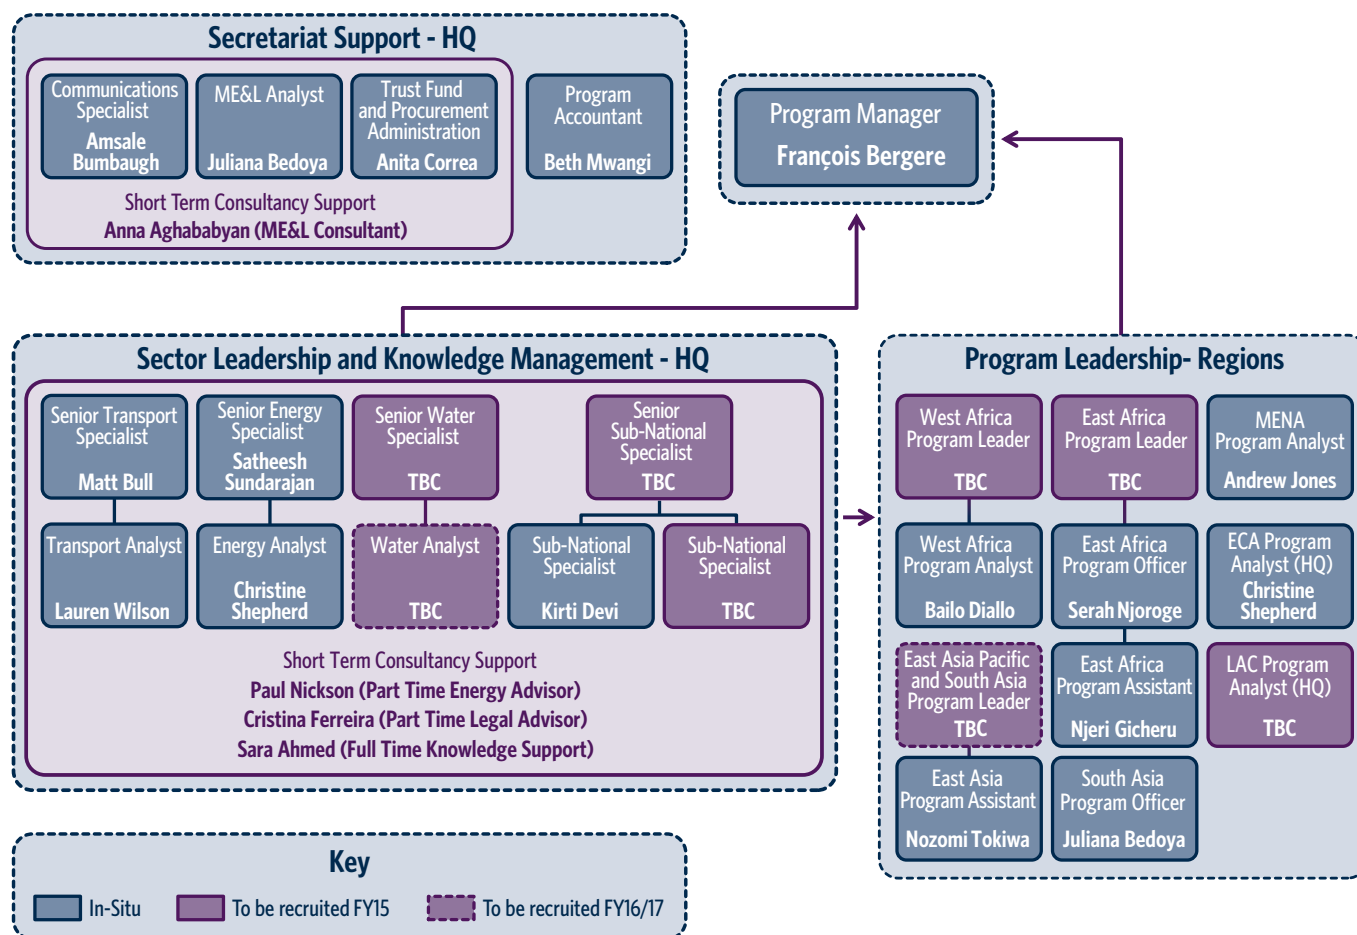 Secretariat Support - HQ
Communications
Specialist
Amsale
Bumbaugh
ME&L Analyst
Juliana Bedoya
Trust Fund
and Procurement
Administration
Anita Correa
Program
Accountant
Beth Mwangi
Short Term Consultancy Support
Anna Aghababyan (ME&L Consultant)
Program Manager
François Bergere
Sector Leadership and Knowledge Management - HQ
Senior Transport
Specialist
Matt Bull
Senior Energy
Specialist
Satheesh
Sundarajan
Senior Water
Specialist
TBC
Senior
Sub-National
Specialist
TBC
Transport Analyst
Lauren Wilson
Energy Analyst
Christine
Shepherd
Water Analyst
TBC
Sub-National
Specialist
Kirti Devi
Sub-National
Specialist
TBC
Short Term Consultancy Support
Paul Nickson (Part Time Energy Advisor)
Cristina Ferreira (Part Time Legal Advisor)
Sara Ahmed (Full Time Knowledge Support)
Program Leadership- Regions
West Africa
Program Leader
TBC
East Africa
Program Leader
TBC
MENA
Program Analyst
Andrew Jones
West Africa
Program Analyst
Bailo Diallo
East Africa
Program Officer
Serah Njoroge
ECA Program
Analyst (HQ)
Christine
Shepherd
East Asia Pacific
and South Asia
Program Leader
TBC
East Africa
Program Assistant
Njeri Gicheru
LAC Program
Analyst (HQ)
TBC
East Asia
Program Assistant
Nozomi Tokiwa
South Asia
Program Officer
Juliana Bedoya
Key
In-Situ
To be recruited FY15
To be recruited FY16/17